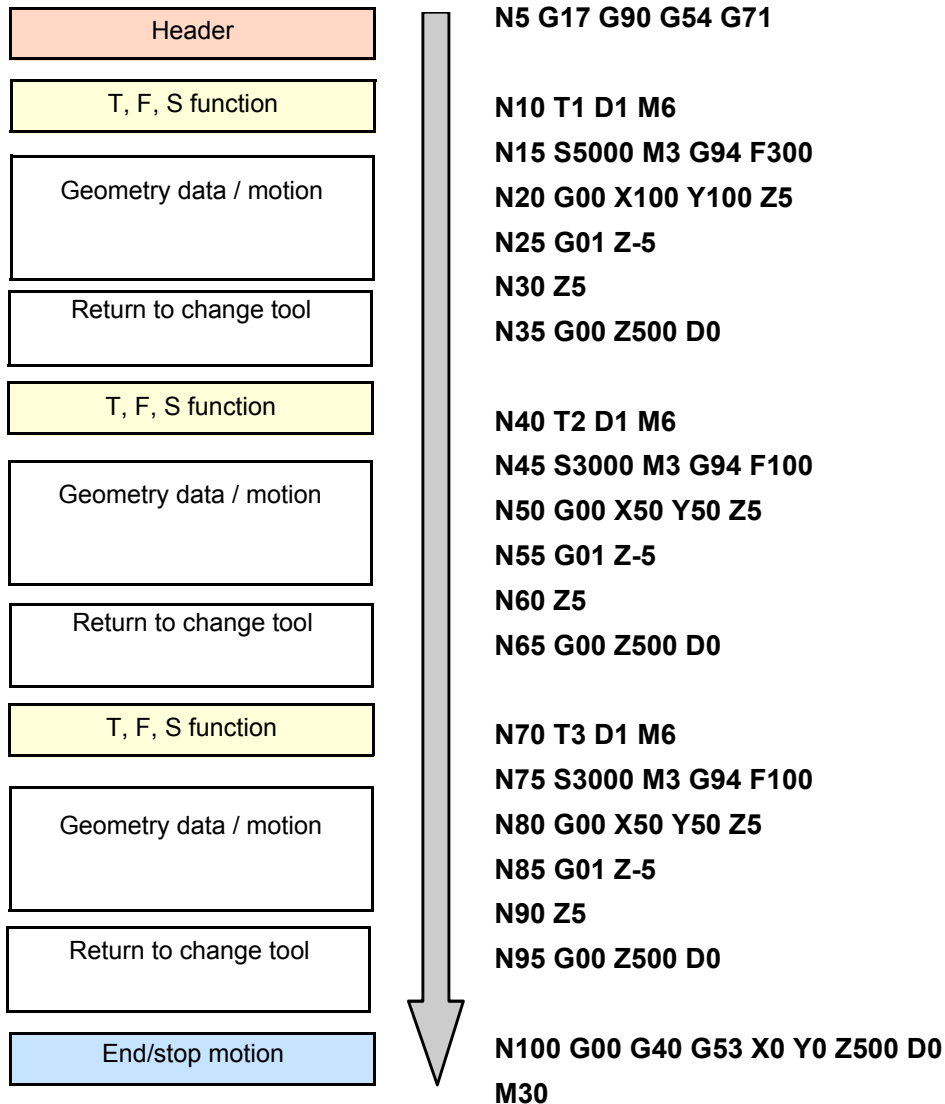 Header
N5 G17 G90 G54 G71
T, F, S function
N10 T1 D1 M6
N15 S5000 M3 G94 F300
Geometry data / motion
N20 G00 X100 Y100 Z5
N25 G01 Z-5
N30 Z5
Return to change tool
N35 G00 Z500 D0
T, F, S function
N40 T2 D1 M6
N45 S3000 M3 G94 F100
Geometry data / motion
N50 G00 X50 Y50 Z5
N55 G01 Z-5
N60 Z5
Return to change tool
N65 G00 Z500 D0
T, F, S function
N70 T3 D1 M6
N75 S3000 M3 G94 F100
Geometry data / motion
N80 G00 X50 Y50 Z5
N85 G01 Z-5
N90 Z5
Return to change tool
N95 G00 Z500 D0
End/stop motion
N100 G00 G40 G53 X0 Y0 Z500 D0
M30